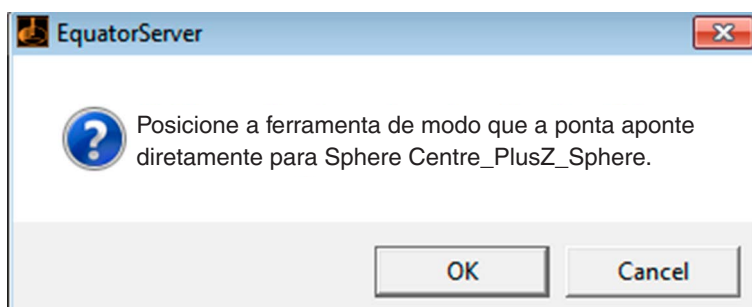 EquatorServer
Posicione a ferramenta de modo que a ponta aponte
diretamente para Sphere Centre_PlusZ_Sphere.
OK
Cancel